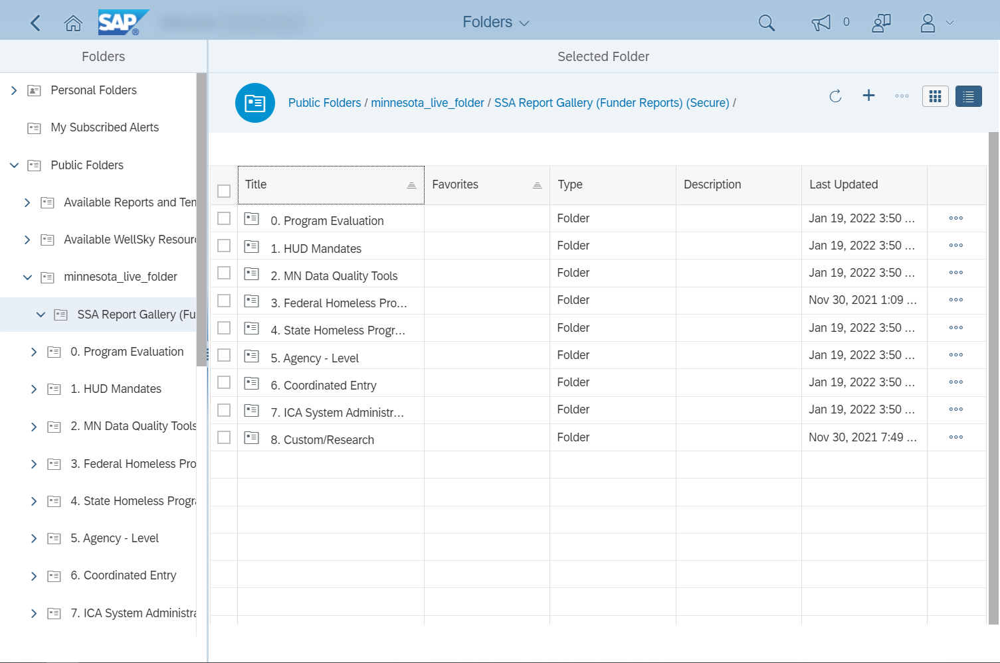 SAP ®
Folders
0
Folders
Selected Folder
Personal Folders
My Subscribed Alerts
Public Folders
Available Reports and Ten
Available WellSky Resour
minnesota_live_folder
SSA Report Gallery (Fu
0. Program Evaluation
1. HUD Mandates
2. MN Data Quality Tools
3. Federal Homeless Pro
4. State Homeless Progr
5. Agency - Level
6. Coordinated Entry
7. ICA System Administra
Public Folders / minnesota_live_folder / SSA Report Gallery (Funder Reports) (Secure) /
Title Favorites Type Description Last Updated
0. Program Evaluation Folder Jan 19, 2022 3:50 ...
1. HUD Mandates Folder Jan 19, 2022 3:50 ...
2. MN Data Quality Tools Folder Jan 19, 2022 3:50 ...
3. Federal Homeless Pro... Folder Nov 30, 2021 1:09 ...
4. State Homeless Progr... Folder Jan 19, 2022 3:50 ...
5. Agency - Level Folder Jan 19, 2022 3:50 ...
6. Coordinated Entry Folder Jan 19, 2022 3:50 ...
7. ICA System Administr... Folder Jan 19, 2022 3:50 ...
8. Custom/Research Folder Nov 30, 2021 7:49 ...